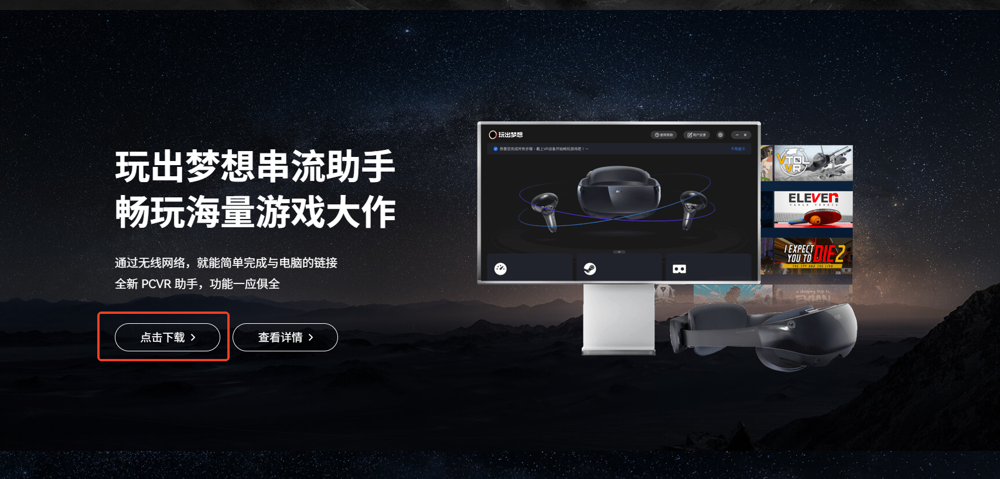 玩出梦想串流助手
畅玩海量游戏大作
通过无线网络，就能简单完成与电脑的链接
全新 PCVR 助手，功能一应俱全
点击下载
查看详情
玩出梦想
使用帮助
用户反馈
恭喜您完成所有步骤，戴上VR设备开始畅玩游戏吧！～
不再提示
VTOL
VR
ELEVEN
TABLE TENNIS
I EXPECT
YOU TO DIE 2
THE SPY AND THE LIAR
a shopping trip to